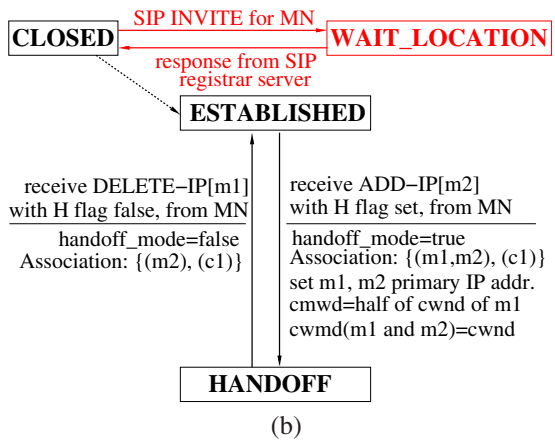 SIP INVITE for MN
CLOSED
WAIT_LOCATION
response from SIP
registrar server
ESTABLISHED
receive DELETE−IP[m1]
with H flag false, from MN
handoff_mode=false
Association: {(m2), (c1)}
receive ADD−IP[m2]
with H flag set, from MN
handoff_mode=true
Association: {(m1,m2), (c1)}
set m1, m2 primary IP addr.
cmwd=half of cwnd of m1
cwmd(m1 and m2)=cwnd
HANDOFF
(b)